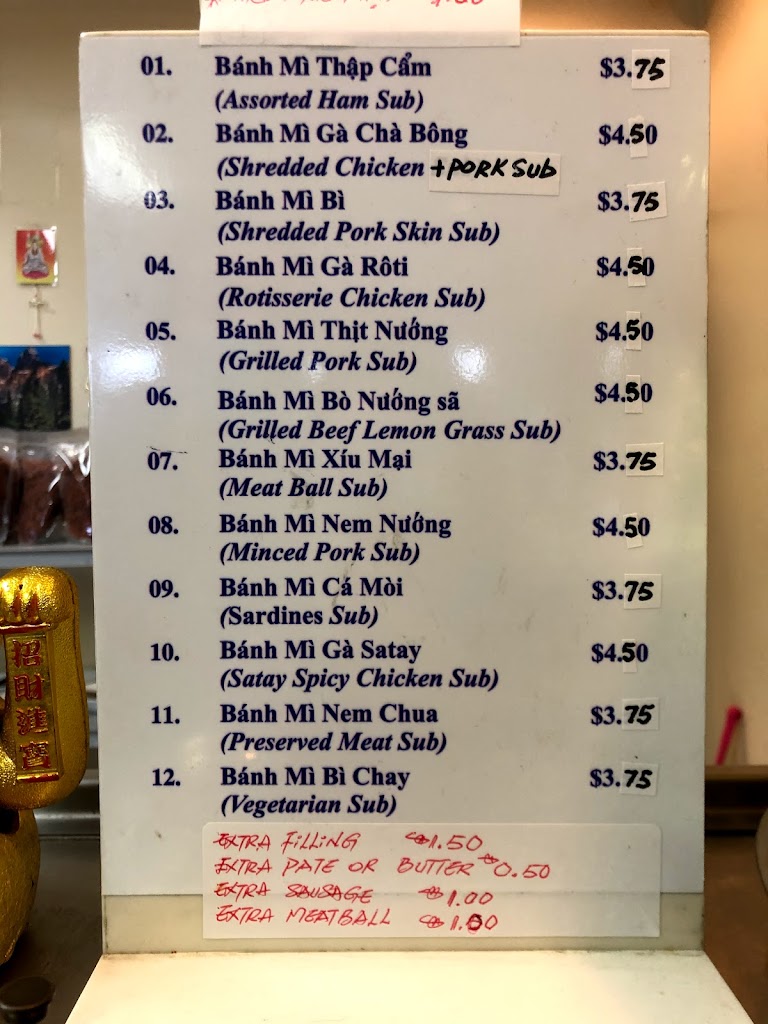 01. Bánh Mì Thập Cẩm $3.75
(Assorted Ham Sub)
02. Bánh Mì Gà Chà Bông $4.50
(Shredded Chicken +PORK SUB
03. Bánh Mì Bì $3.75
(Shredded Pork Skin Sub)
04. Bánh Mì Gà Rôti $4.50
(Rotisserie Chicken Sub)
05. Bánh Mì Thịt Nướng $4.50
(Grilled Pork Sub)
06. Bánh Mì Bò Nướng sã $4.50
(Grilled Beef Lemon Grass Sub)
07. Bánh Mì Xíu Mại $3.75
(Meat Ball Sub)
08. Bánh Mì Nem Nướng $4.50
(Minced Pork Sub)
09. Bánh Mì Cá Mòi $3.75
(Sardines Sub)
10. Bánh Mì Gà Satay $4.50
(Satay Spicy Chicken Sub)
11. Bánh Mì Nem Chua $3.75
(Preserved Meat Sub)
12. Bánh Mì Bì Chay $3.75
(Vegetarian Sub)
EXTRA FILLING 1.50
EXTRA PATE OR BUTTER 0.50
EXTRA SAUSAGE 1.00
EXTRA MEATBALL 1.00
招財進寶